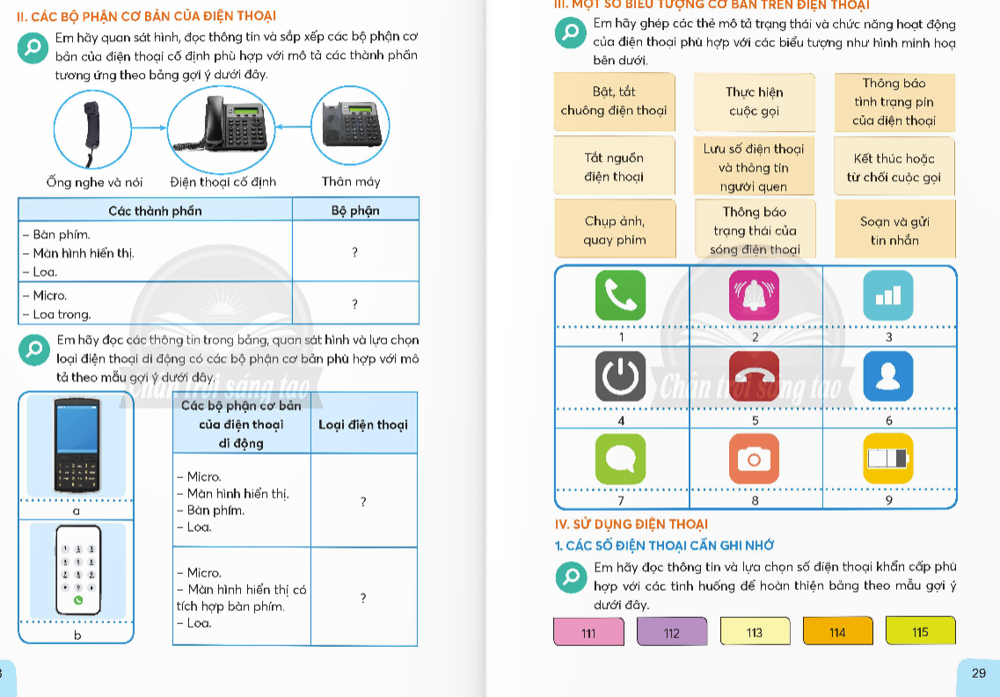 II. CÁC BỘ PHẬN CƠ BẢN CỦA ĐIỆN THOẠI
Em hãy quan sát hình, đọc thông tin và sắp xếp các bộ phận cơ
bản của điện thoại cố định phù hợp với mô tả các thành phần
tương ứng theo bảng gợi ý dưới đây.
Ống nghe và nói
Điện thoại cố định
Thân máy
Các thành phần
Bộ phận
– Bàn phím.
– Màn hình hiển thị.
– Loa.
?
– Micro.
– Loa trong.
?
Em hãy đọc các thông tin trong bảng, quan sát hình và lựa chọn
loại điện thoại di động có các bộ phận cơ bản phù hợp với mô
tả theo mẫu gợi ý dưới đây.
Chân trời sáng tạo
a
b
Các bộ phận cơ bản
của điện thoại
di động
Loại điện thoại
– Micro.
– Màn hình hiển thị.
– Bàn phím.
– Loa.
?
– Micro.
– Màn hình hiển thị có
tích hợp bàn phím.
– Loa.
?
III. MỘT SỐ BIỂU TƯỢNG CƠ BẢN TRÊN ĐIỆN THOẠI
Em hãy ghép các thẻ mô tả trạng thái và chức năng hoạt động
của điện thoại phù hợp với các biểu tượng như hình minh hoạ
bên dưới.
Bật, tắt
chuông điện thoại
Thực hiện
cuộc gọi
Thông báo
tình trạng pin
của điện thoại
Tắt nguồn
điện thoại
Lưu số điện thoại
và thông tin
người quen
Kết thúc hoặc
từ chối cuộc gọi
Chụp ảnh,
quay phim
Thông báo
trạng thái của
sóng điện thoại
Soạn và gửi
tin nhắn
1
2
3
4
5
6
7
8
9
Chân trời sáng tạo
IV. SỬ DỤNG ĐIỆN THOẠI
1. CÁC SỐ ĐIỆN THOẠI CẦN GHI NHỚ
Em hãy đọc thông tin và lựa chọn số điện thoại khẩn cấp phù
hợp với các tình huống để hoàn thiện bảng theo mẫu gợi ý
dưới đây.
111
112
113
114
115
29